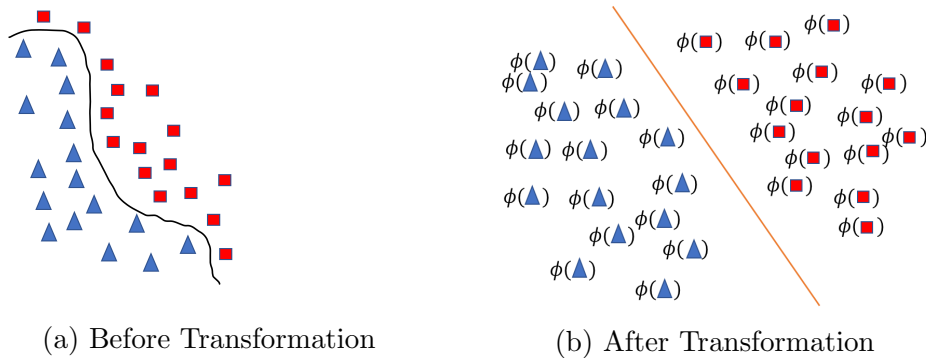 ϕ(■)
ϕ(■) ϕ(■)
ϕ(▲) ϕ(▲) ϕ(■)
ϕ(▲) ϕ(■) ϕ(■)
ϕ(▲) ϕ(▲) ϕ(■) ϕ(■)
ϕ(▲) ϕ(■) ϕ(■)
ϕ(▲) ϕ(▲) ϕ(■) ϕ(■)
ϕ(▲) ϕ(■)
ϕ(▲) ϕ(▲) ϕ(■)
ϕ(▲) ϕ(■)
ϕ(▲)
ϕ(▲)
ϕ(▲)
ϕ(▲)
(a) Before Transformation
(b) After Transformation